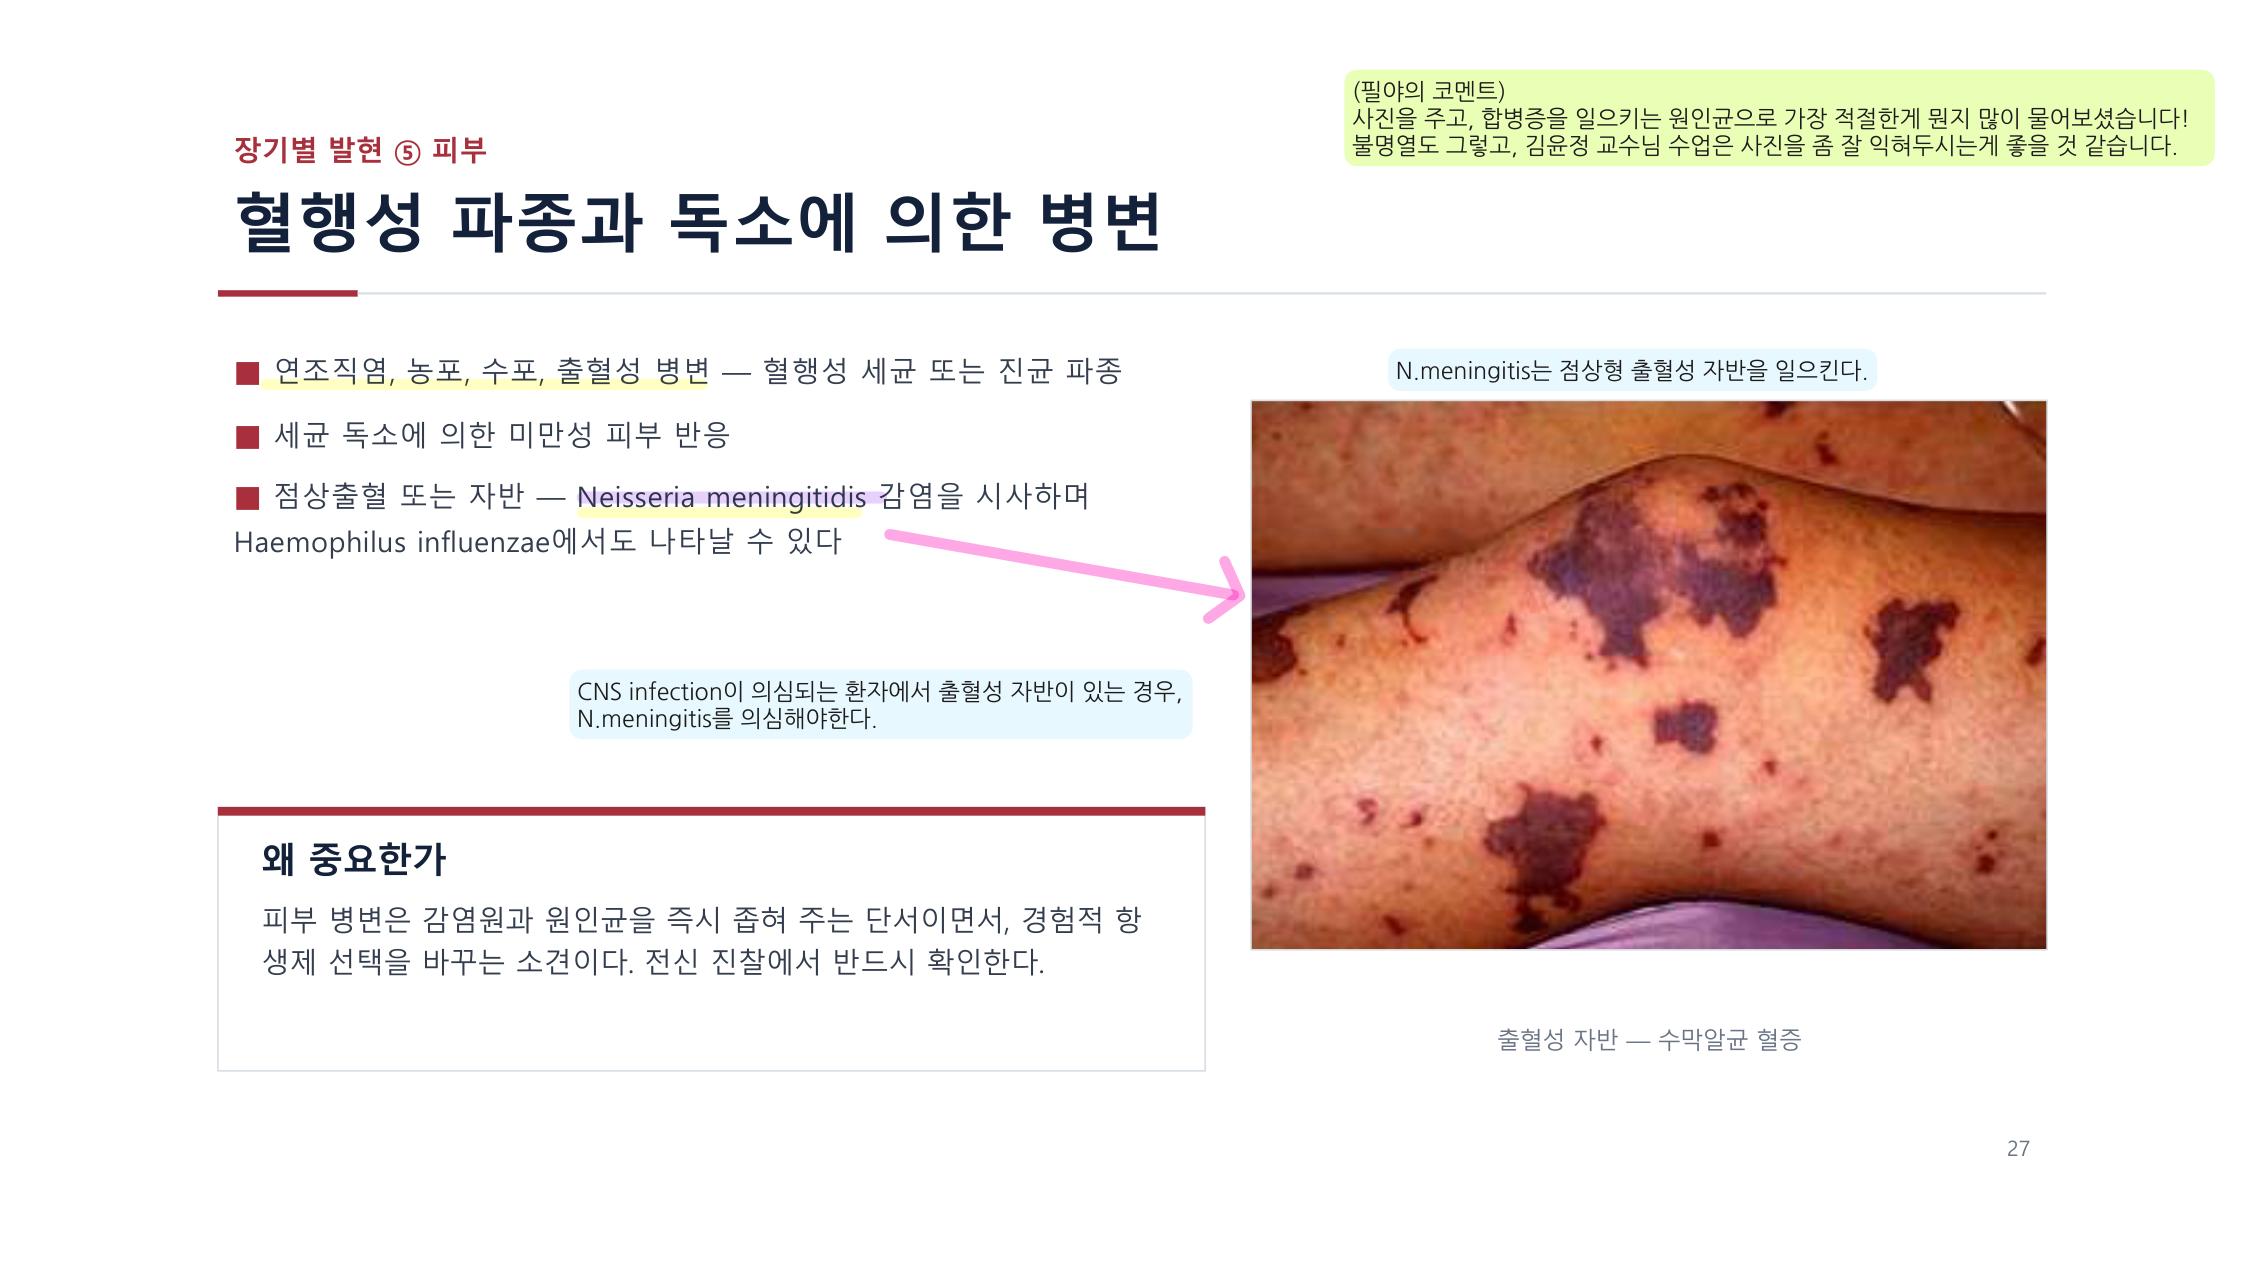 (필야의 코멘트)
사진을 주고, 합병증을 일으키는 원인균으로 가장 적절한게 뭔지 많이 물어보셨습니다!
불명열도 그렇고, 김윤정 교수님 수업은 사진을 좀 잘 익혀두시는게 좋을 것 같습니다.
장기별 발현 ⑤ 피부
혈행성 파종과 독소에 의한 병변
연조직염, 농포, 수포, 출혈성 병변 — 혈행성 세균 또는 진균 파종
세균 독소에 의한 미만성 피부 반응
점상출혈 또는 자반 — Neisseria meningitidis 감염을 시사하며
Haemophilus influenzae에서도 나타날 수 있다
CNS infection이 의심되는 환자에서 출혈성 자반이 있는 경우,
N.meningitis를 의심해야한다.
왜 중요한가
피부 병변은 감염원과 원인균을 즉시 좁혀 주는 단서이면서, 경험적 항
생제 선택을 바꾸는 소견이다. 전신 진찰에서 반드시 확인한다.
N.meningitis는 점상형 출혈성 자반을 일으킨다.
출혈성 자반 — 수막알균 혈증
27